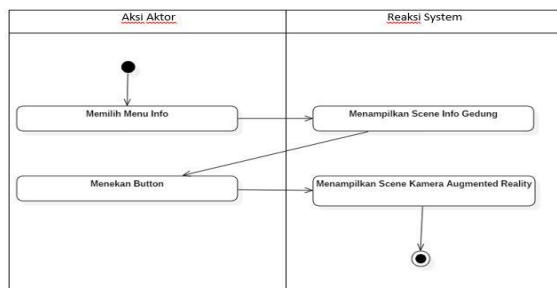 Aksi Aktor
Reaksi System
Memilih Menu Info
Menampilkan Scene Info Gedung
Menekan Button
Menampilkan Scene Kamera Augmented Reality